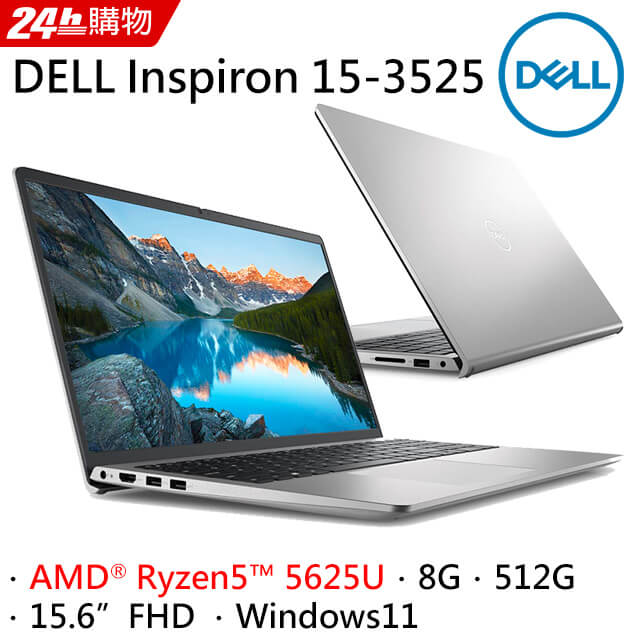 24h購物
DELL Inspiron 15-3525
DELL
DELL
· AMD® Ryzen5™ 5625U · 8G · 512G
· 15.6” FHD · Windows11